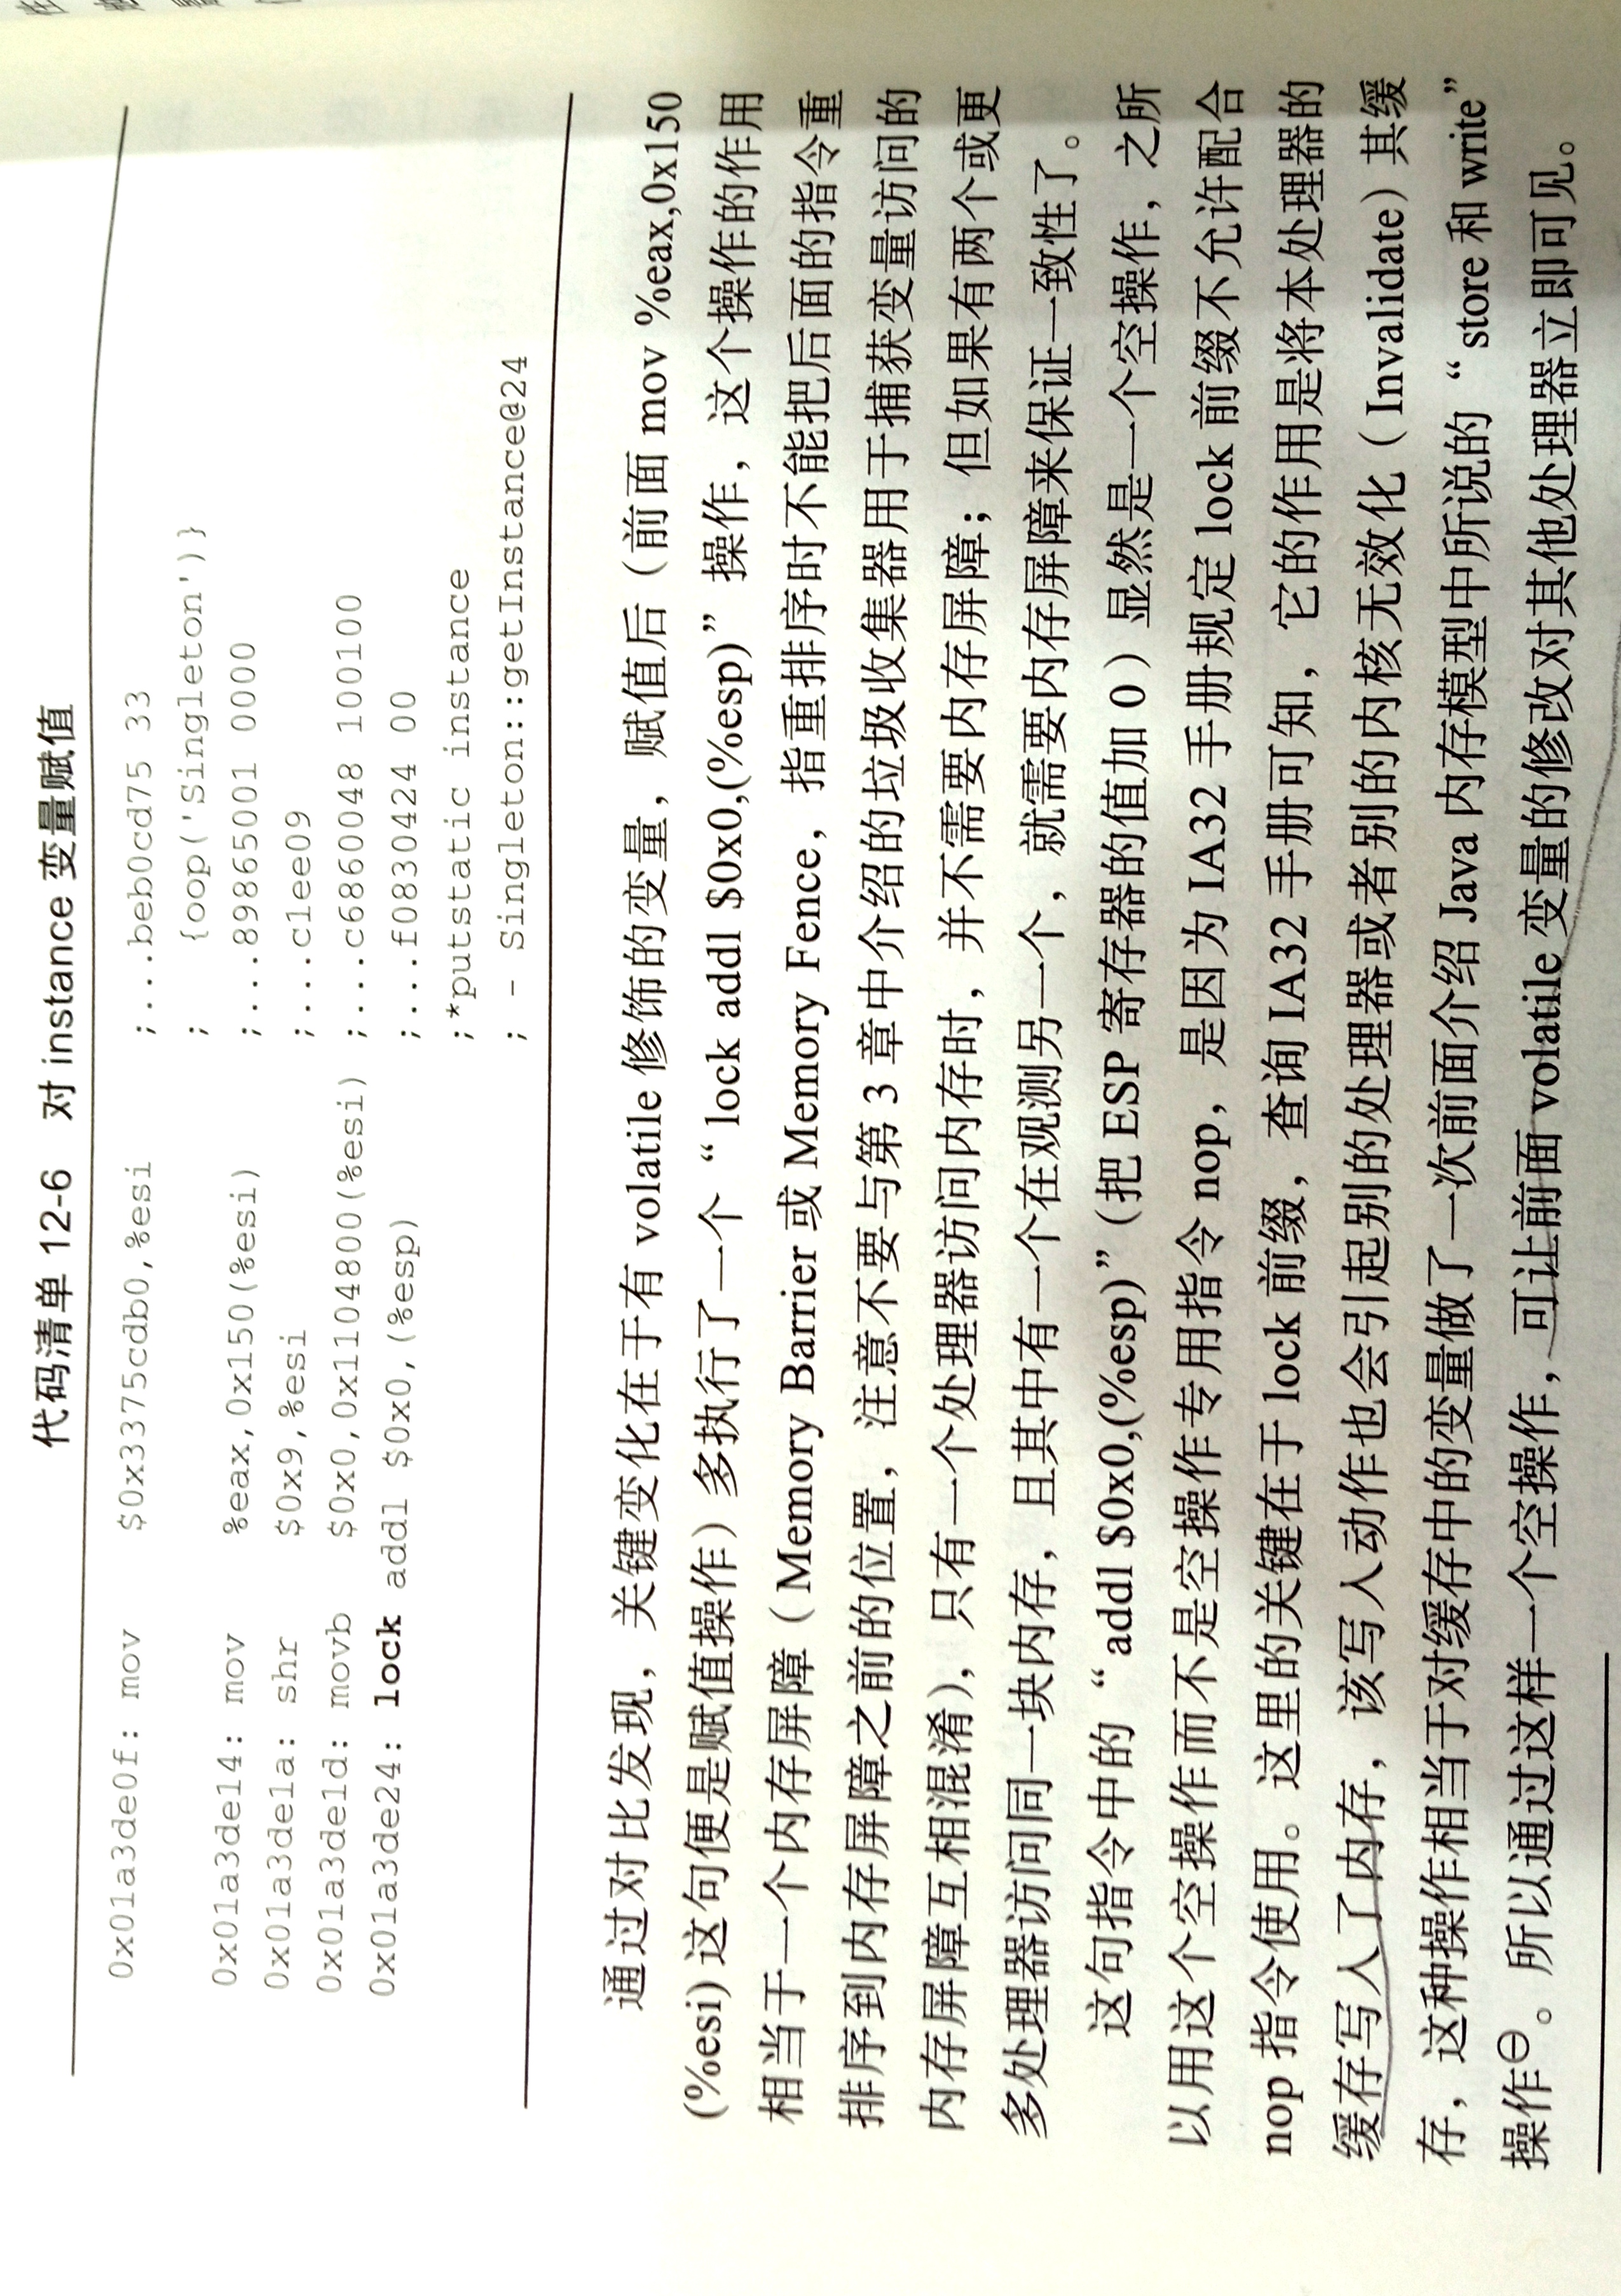 代码清单 12-6 对 instance 变量赋值
0x01a3de0f: mov $0x3375cdb0,%esi ;...beb0cd75 33
; {oop('Singleton')}
0x01a3de14: mov %eax,0x150(%esi) ;...89865001 0000
0x01a3de1a: shr $0x9,%esi ;...c1ee09
0x01a3de1d: movb $0x0,0x1104800(%esi) ;...c6860048 100100
0x01a3de24: lock addl $0x0,(%esp) ;...f0830424 00
;*putstatic instance
; - Singleton::getInstance@24
通过对比发现，关键变化在于有 volatile 修饰的变量，赋值后（前面 mov %eax,0x150
(%esi) 这句便是赋值操作）多执行了一个“lock addl $0x0,(%esp)”操作，这个操作的作用
相当于一个内存屏障（Memory Barrier 或 Memory Fence，指重排序时不能把后面的指令重
排序到内存屏障之前的位置，注意不要与第 3 章中介绍的垃圾收集器用于捕获变量访问的
内存屏障互相混淆），只有一个处理器访问内存时，并不需要内存屏障；但如果有两个或更
多处理器访问同一块内存，且其中有一个在观测另一个，就需要内存屏障来保证一致性了。
这句指令中的“addl $0x0,(%esp)”（把 ESP 寄存器的值加 0）显然是一个空操作，之所
以用这个空操作而不是空操作专用指令 nop，是因为 IA32 手册规定 lock 前缀不允许配合
nop 指令使用。这里的关键在于 lock 前缀，查询 IA32 手册可知，它的作用是将本处理器的
缓存写入了内存，该写入动作也会引起别的处理器或者别的内核无效化（Invalidate）其缓
存，这种操作相当于对缓存中的变量做了一次前面介绍 Java 内存模型中所说的“store 和 write”
操作㊀。所以通过这样一个空操作，可让前面 volatile 变量的修改对其他处理器立即可见。